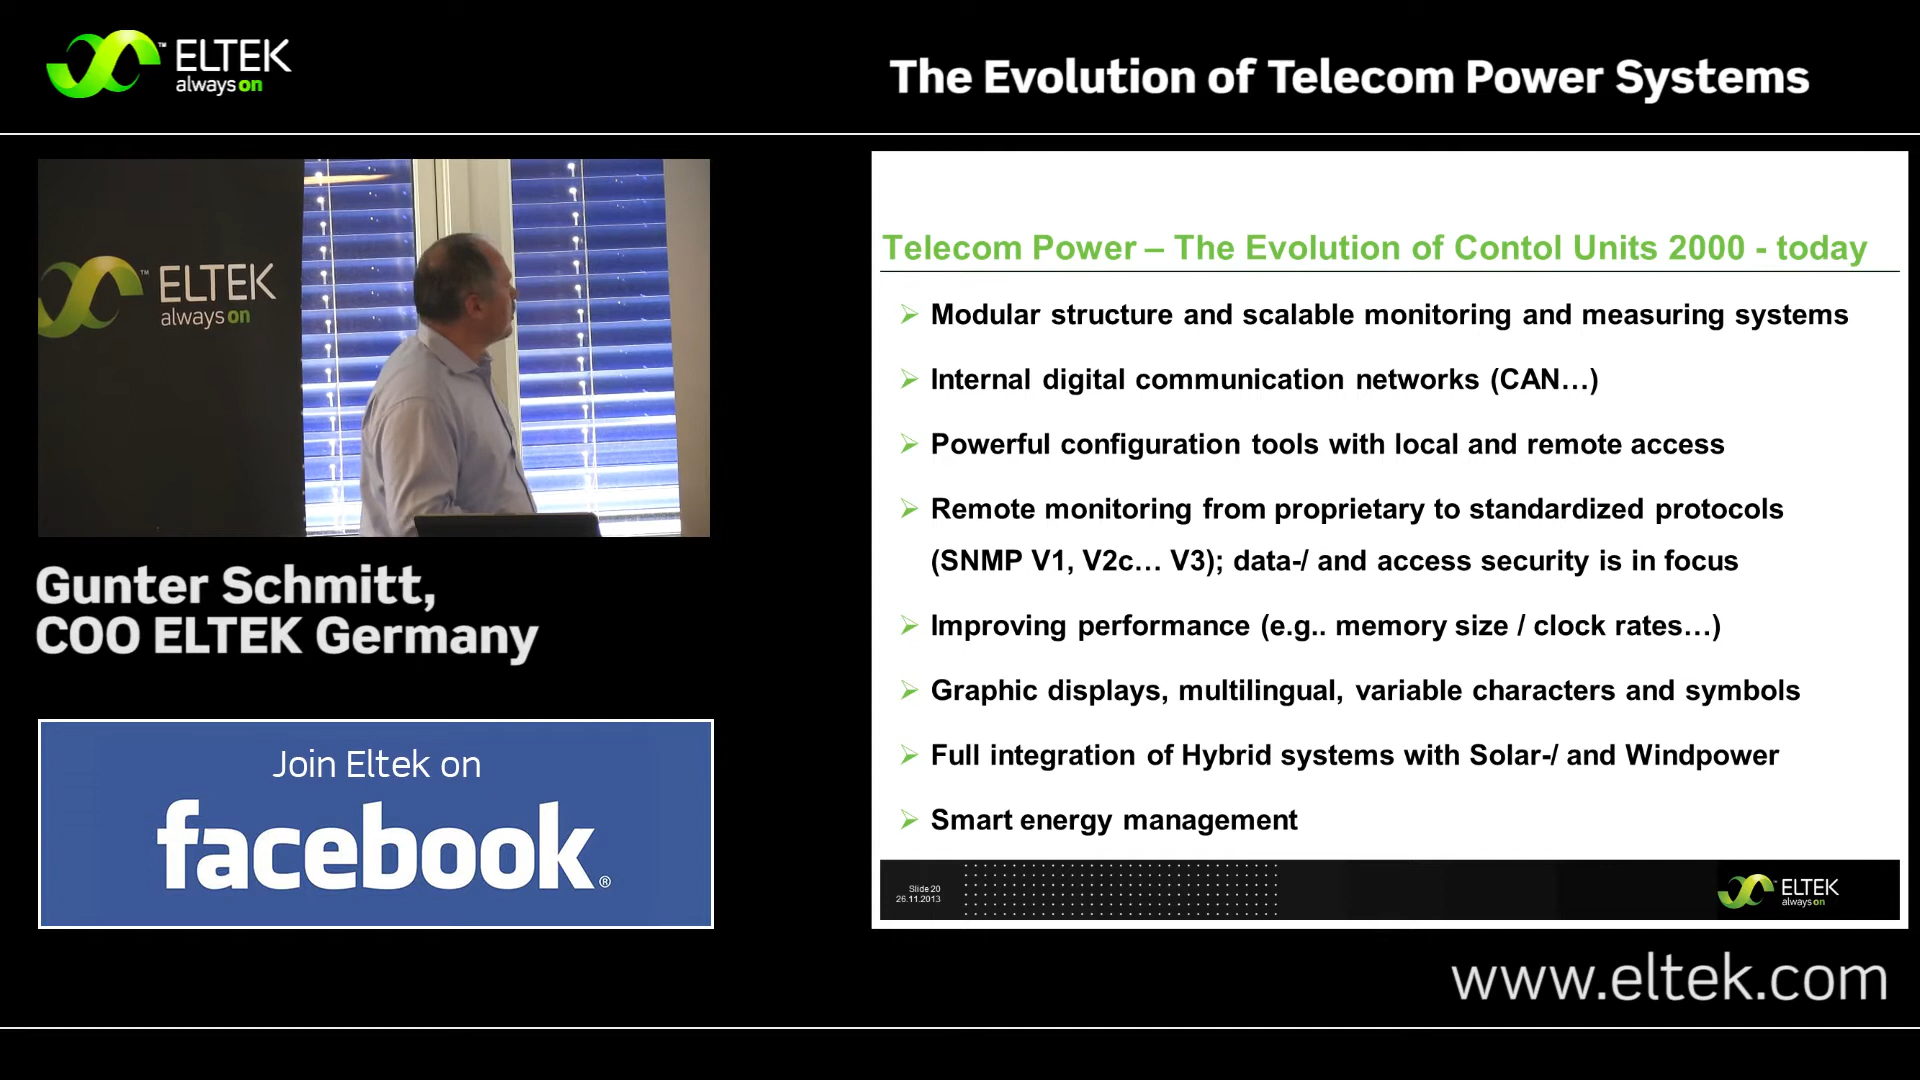 ELTEK
always on
The Evolution of Telecom Power Systems
™ ELTEK
always on
Gunter Schmitt,
COO ELTEK Germany
Join Eltek on
facebook®
Telecom Power – The Evolution of Contol Units 2000 - today
Modular structure and scalable monitoring and measuring systems
Internal digital communication networks (CAN…)
Powerful configuration tools with local and remote access
Remote monitoring from proprietary to standardized protocols
(SNMP V1, V2c… V3); data-/ and access security is in focus
Improving performance (e.g.. memory size / clock rates…)
Graphic displays, multilingual, variable characters and symbols
Full integration of Hybrid systems with Solar-/ and Windpower
Smart energy management
Slide 20
26.11.2013
ELTEK
always on
www.eltek.com